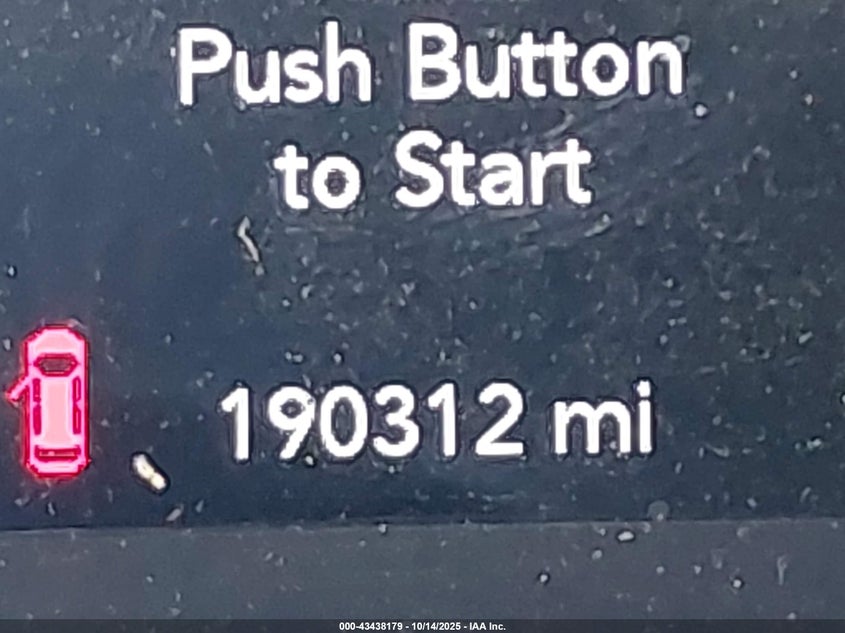 Push Button
to Start
190312 mi
000-43438179 - 10/14/2025 - IAA Inc.